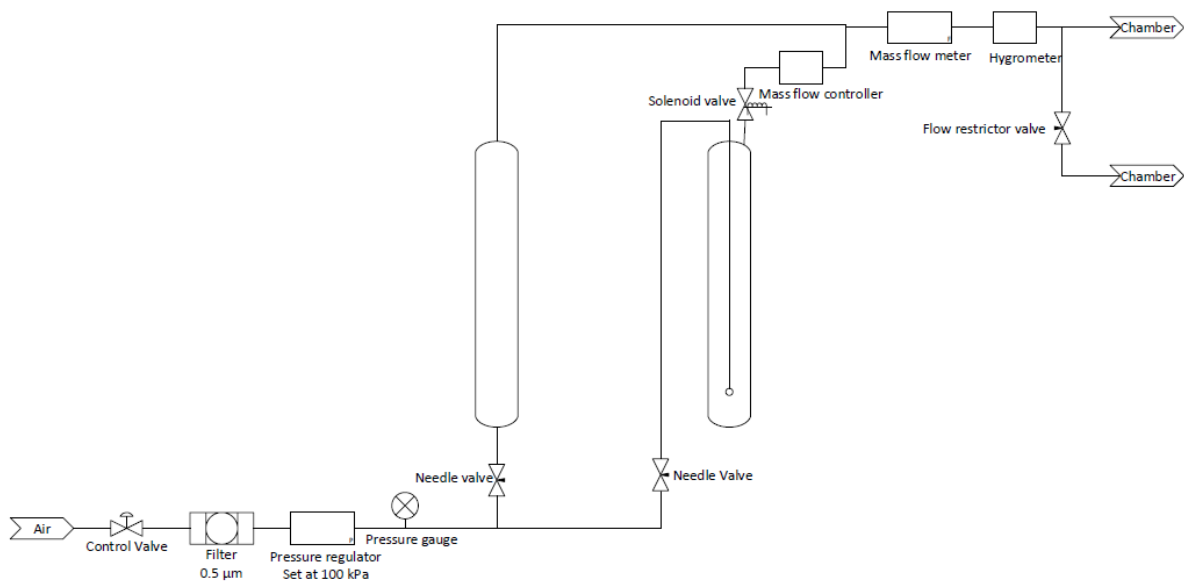 Chamber
Mass flow meter
Hygrometer
Mass flow controller
Solenoid valve
Flow restrictor valve
Chamber
Needle valve
Needle Valve
Air
Control Valve
Filter
0.5 µm
Pressure regulator
Set at 100 kPa
Pressure gauge